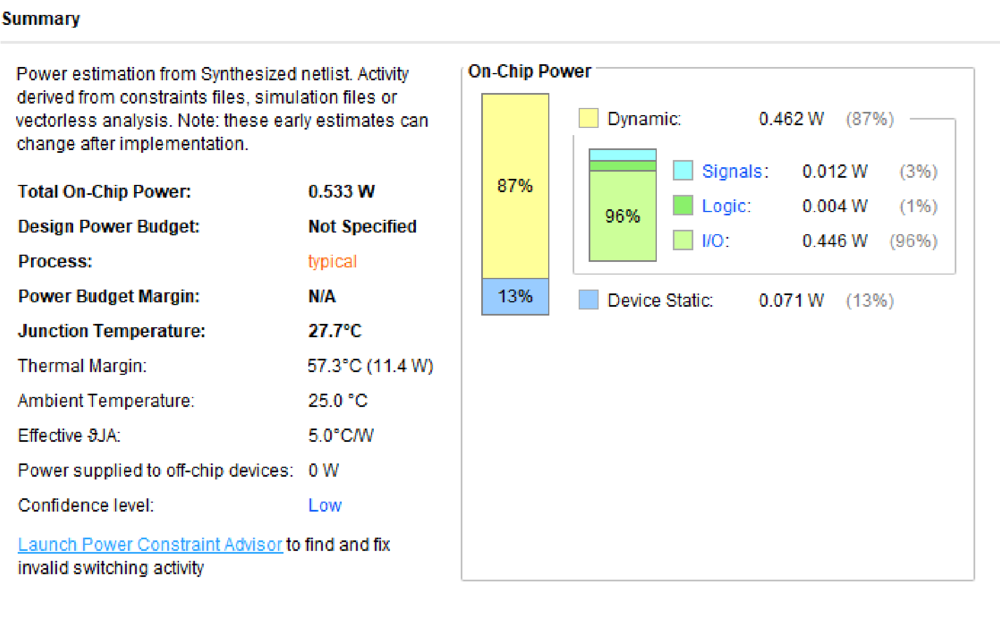 Summary
Power estimation from Synthesized netlist. Activity
derived from constraints files, simulation files or
vectorless analysis. Note: these early estimates can
change after implementation.
Total On-Chip Power: 0.533 W
Design Power Budget: Not Specified
Process: typical
Power Budget Margin: N/A
Junction Temperature: 27.7°C
Thermal Margin: 57.3°C (11.4 W)
Ambient Temperature: 25.0 °C
Effective ϑJA: 5.0°C/W
Power supplied to off-chip devices: 0 W
Confidence level: Low
Launch Power Constraint Advisor to find and fix
invalid switching activity
On-Chip Power
Dynamic: 0.462 W (87%)
87%
Signals: 0.012 W (3%)
Logic: 0.004 W (1%)
96%
I/O: 0.446 W (96%)
13%
Device Static: 0.071 W (13%)